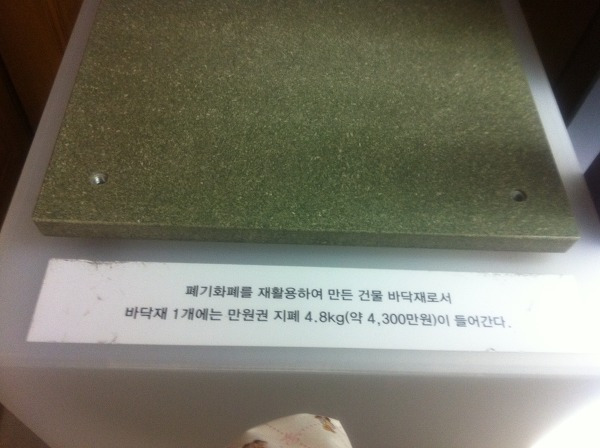 폐기화폐를 재활용하여 만든 건물 바닥재로서
바닥재 1개에는 만원권 지폐 4.8kg(약 4,300만원)이 들어간다.